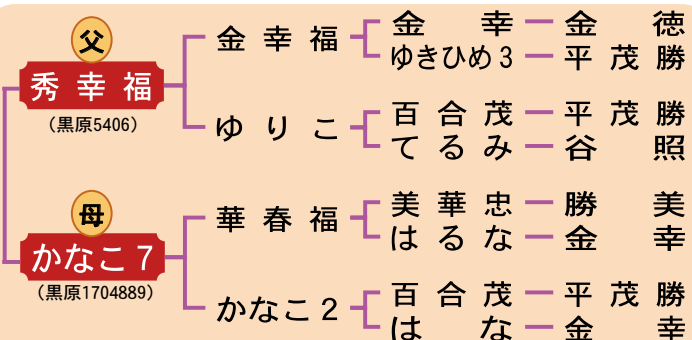 父
秀幸福
(黒原5406)
金幸福
金幸 金徳
ゆきひめ3 平茂勝
ゆりこ
百合茂 平茂勝
てるみ 谷照
母
かなこ7
(黒原1704889)
華春福
美華忠 勝美
はるな 金幸
かなこ2
百合茂 平茂勝
はな 金幸